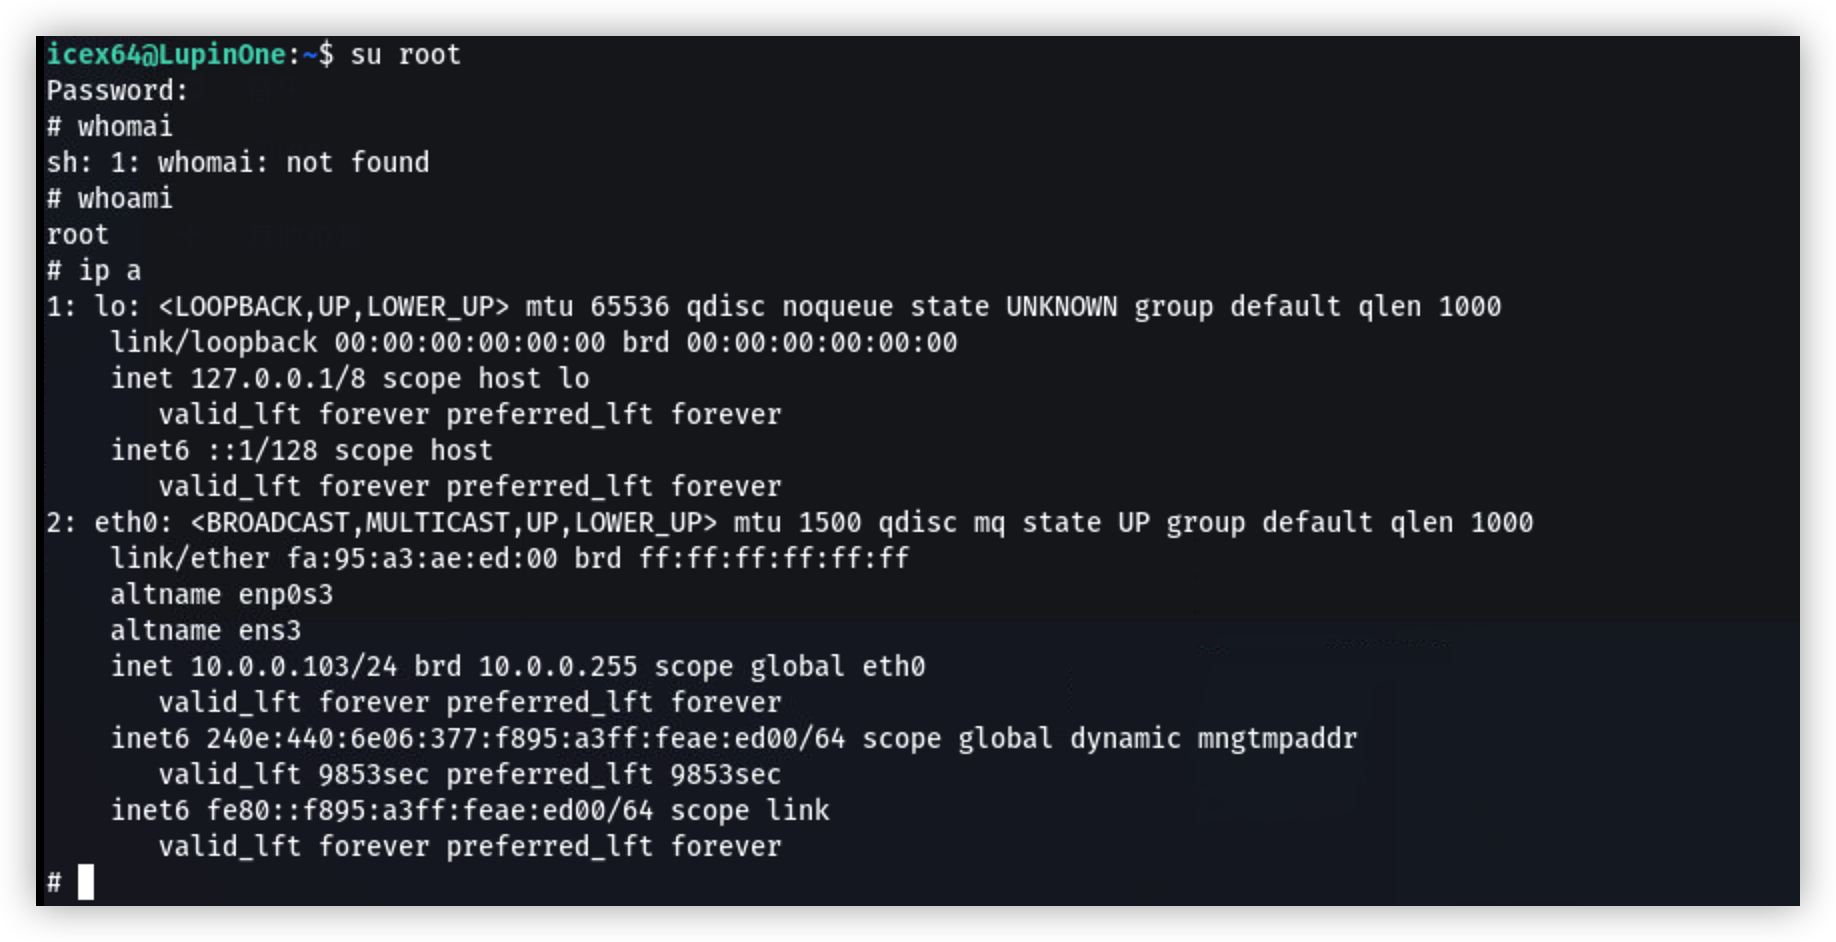 icex64@LupinOne:~$ su root
Password:
# whomai
sh: 1: whomai: not found
# whoami
root
# ip a
1: lo: <LOOPBACK,UP,LOWER_UP> mtu 65536 qdisc noqueue state UNKNOWN group default qlen 1000
    link/loopback 00:00:00:00:00:00 brd 00:00:00:00:00:00
    inet 127.0.0.1/8 scope host lo
       valid_lft forever preferred_lft forever
    inet6 ::1/128 scope host
       valid_lft forever preferred_lft forever
2: eth0: <BROADCAST,MULTICAST,UP,LOWER_UP> mtu 1500 qdisc mq state UP group default qlen 1000
    link/ether fa:95:a3:ae:ed:00 brd ff:ff:ff:ff:ff:ff
    altname enp0s3
    altname ens3
    inet 10.0.0.103/24 brd 10.0.0.255 scope global eth0
       valid_lft forever preferred_lft forever
    inet6 240e:440:6e06:377:f895:a3ff:feae:ed00/64 scope global dynamic mngtmpaddr
       valid_lft 9853sec preferred_lft 9853sec
    inet6 fe80::f895:a3ff:feae:ed00/64 scope link
       valid_lft forever preferred_lft forever
#